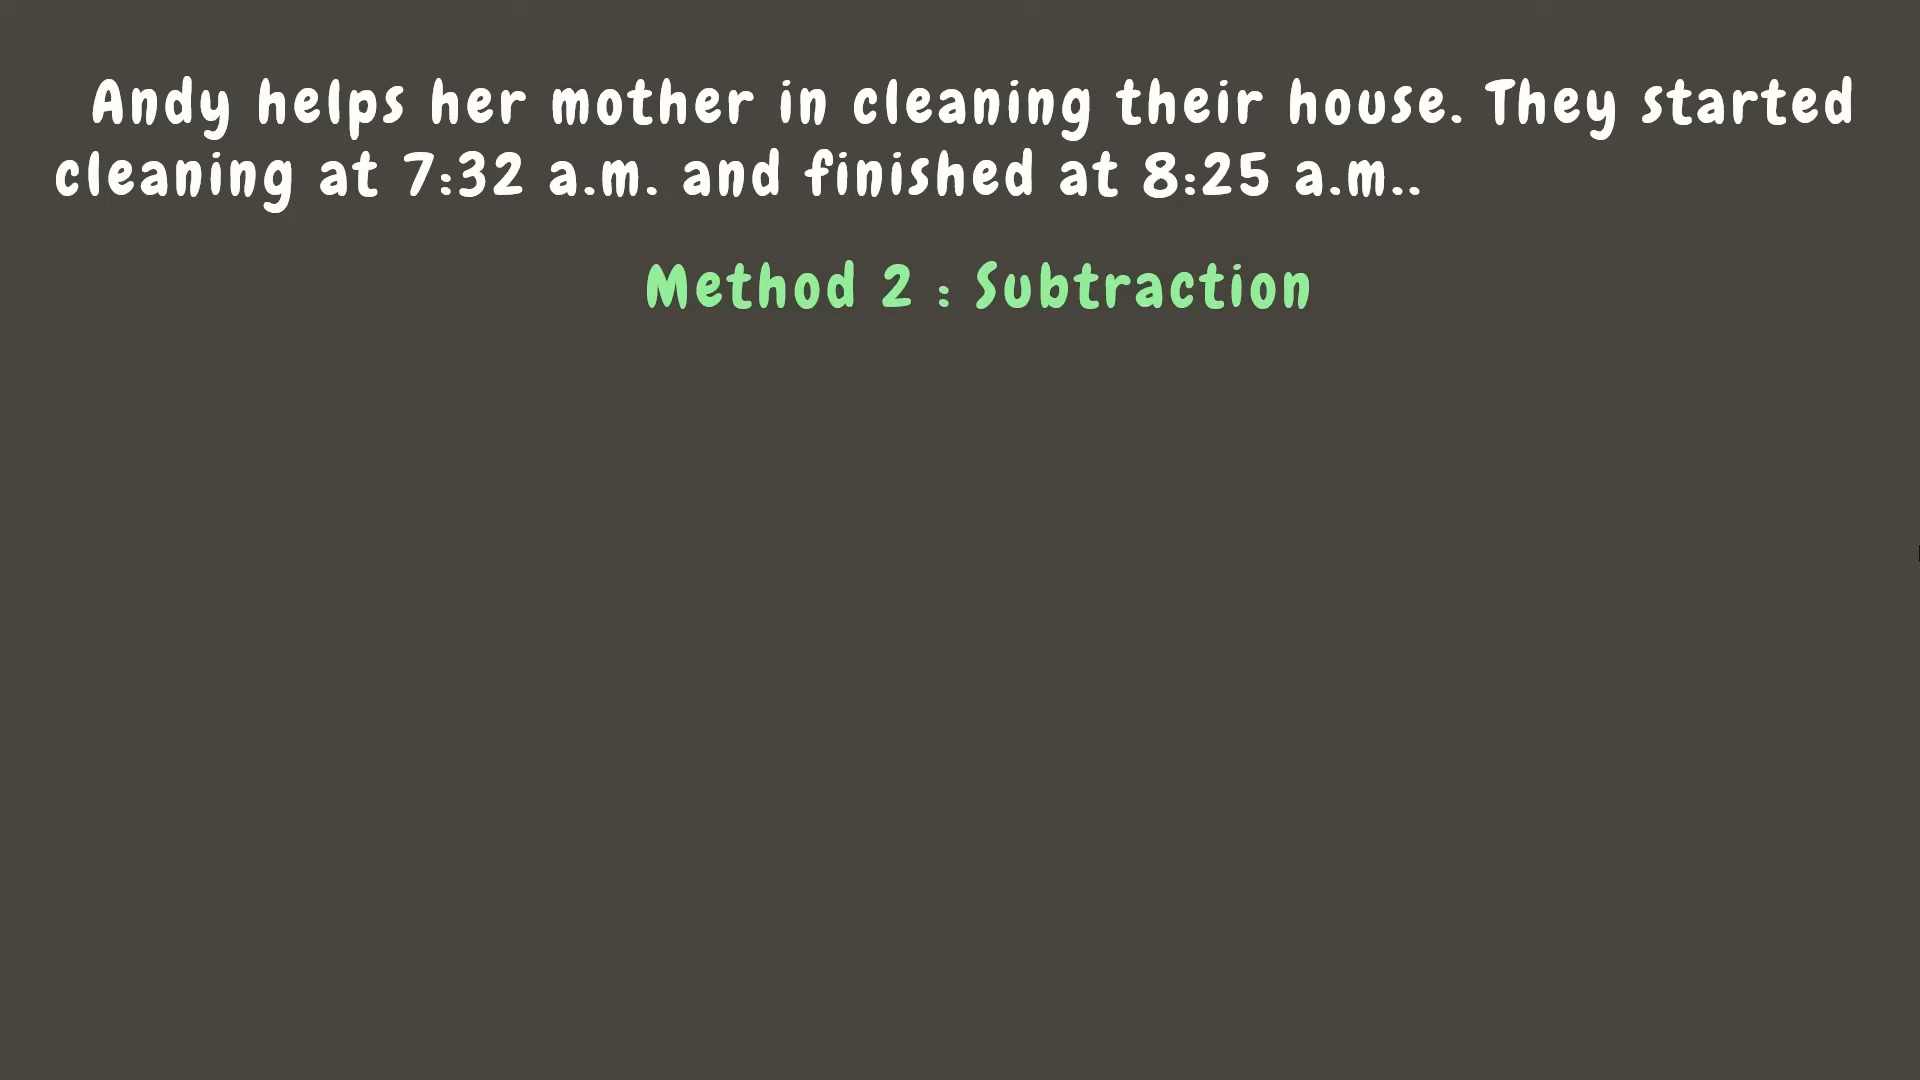 Andy helps her mother in cleaning their house. They started
cleaning at 7:32 a.m. and finished at 8:25 a.m..
Method 2 : Subtraction